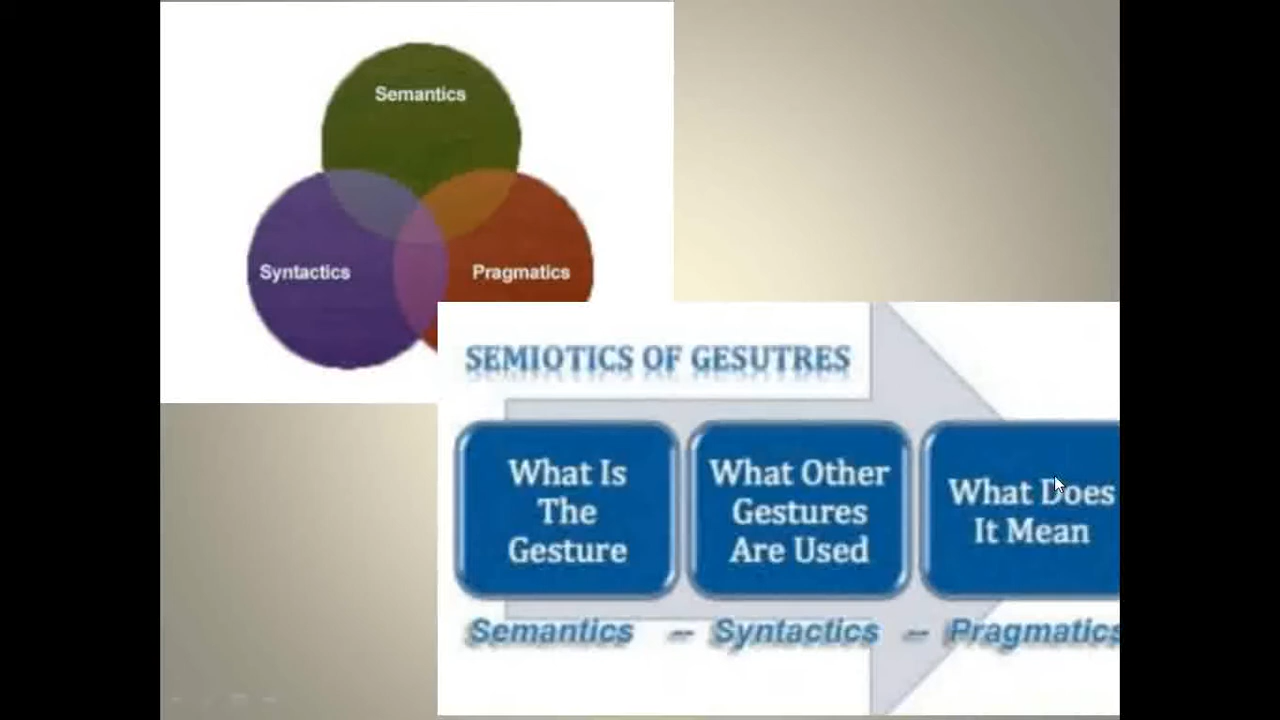 Semantics
Syntactics
Pragmatics
SEMIOTICS OF GESUTRES
What Is
The
Gesture
What Other
Gestures
Are Used
What Does
It Mean
Semantics – Syntactics – Pragmatics